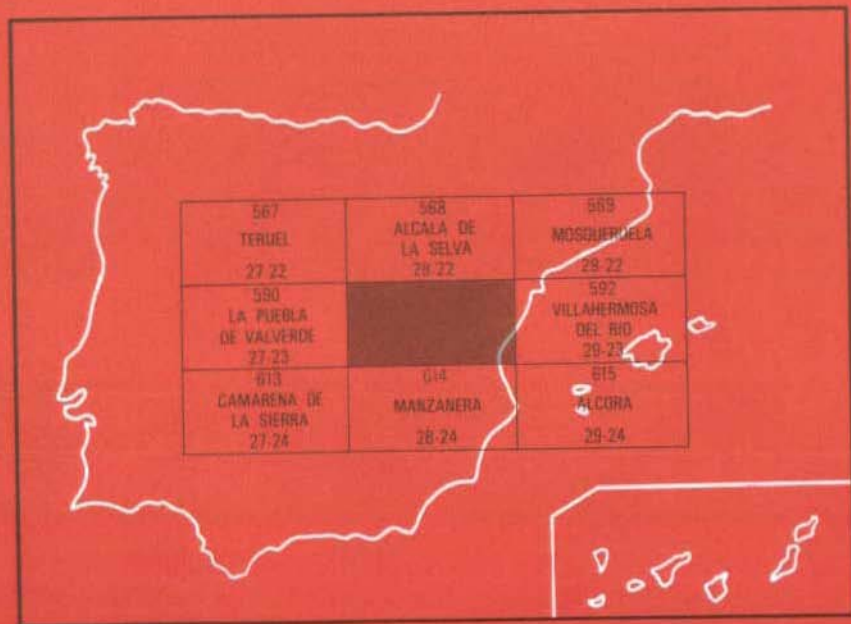 567
TERUEL
27-22
568
ALCALA DE
LA SELVA
28-22
569
MOSQUERUELA
29-22
590
LA PUEBLA
DE VALVERDE
27-23
592
VILLAHERMOSA
DEL RIO
29-23
613
CAMARENA DE
LA SIERRA
27-24
614
MANZANERA
28-24
615
ALCORA
29-24